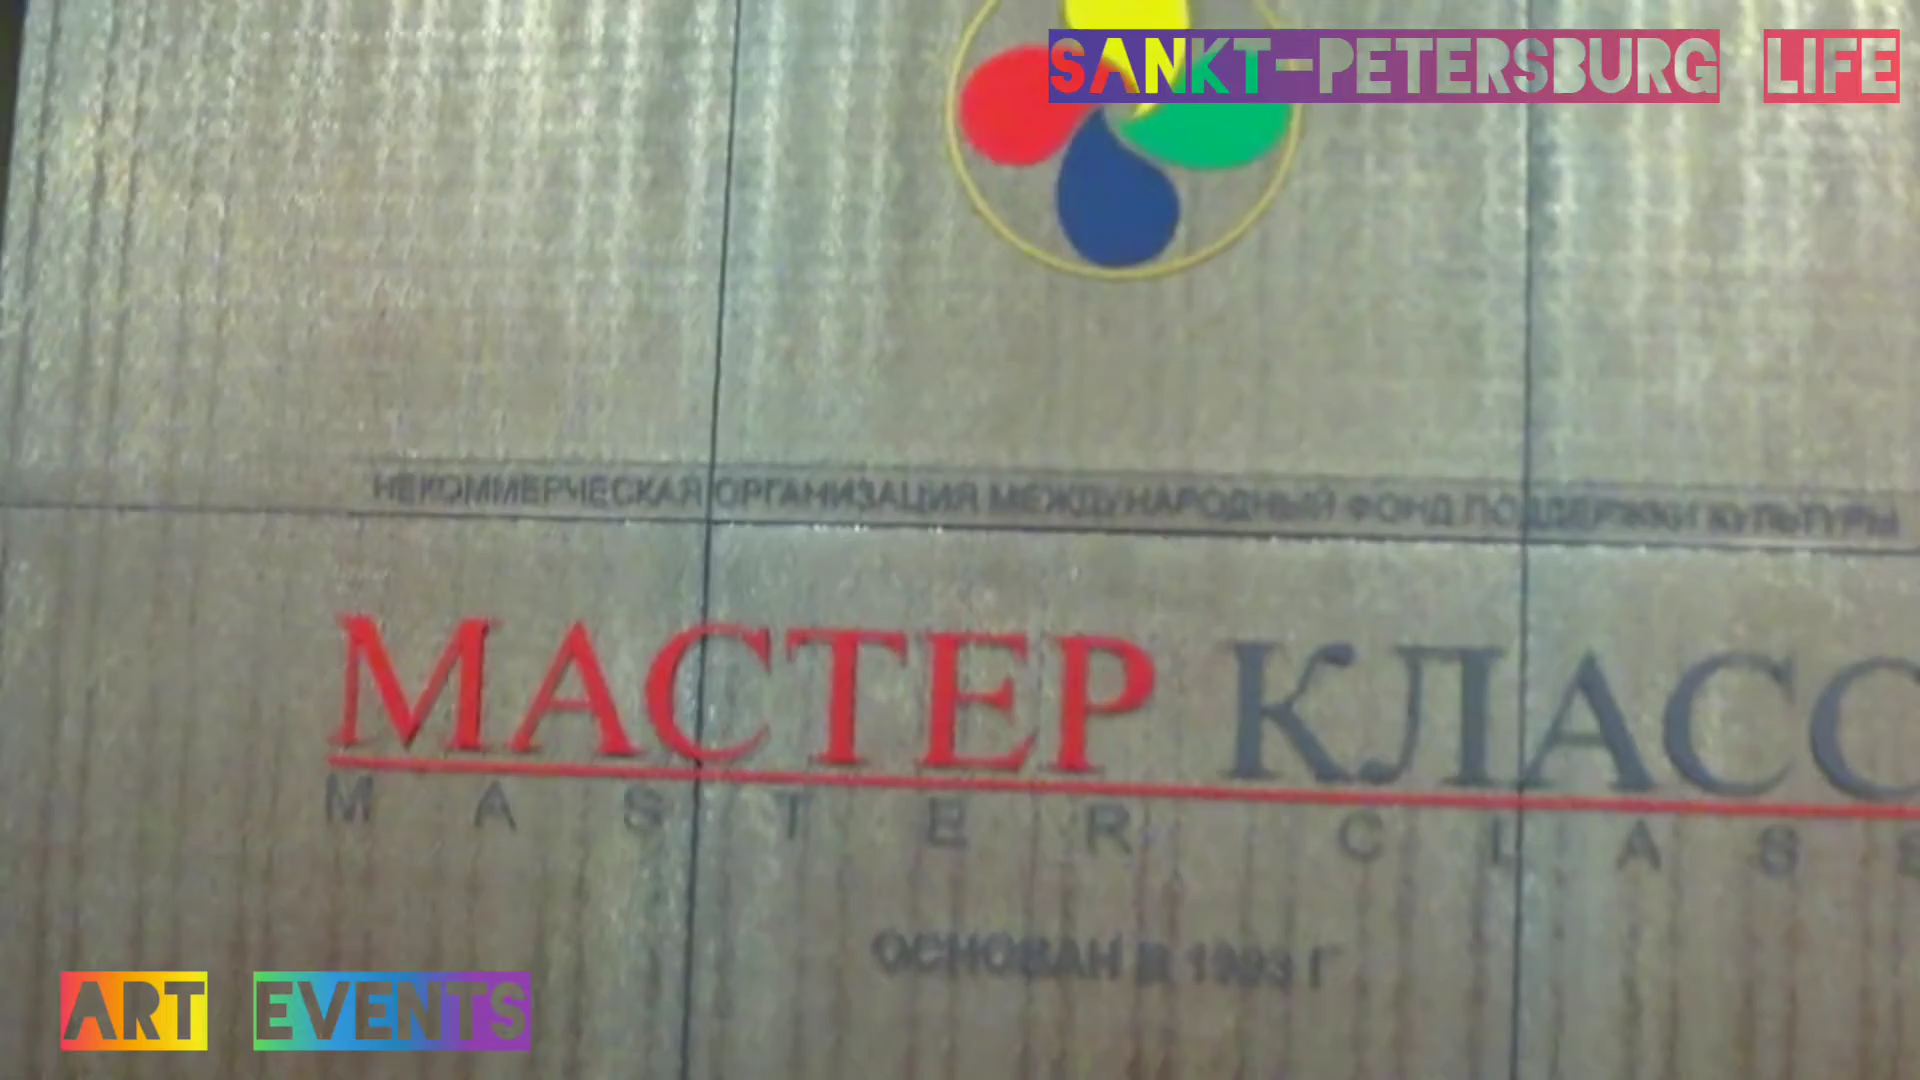 SANKT-PETERSBURG LIFE
НЕКОММЕРЧЕСКАЯ ОРГАНИЗАЦИЯ МЕЖДУНАРОДНЫЙ ФОНД ПОДДЕРЖКИ КУЛЬТУРЫ
МАСТЕР КЛАСС
MASTER CLASS
ОСНОВАН В 1993 Г
ART EVENTS